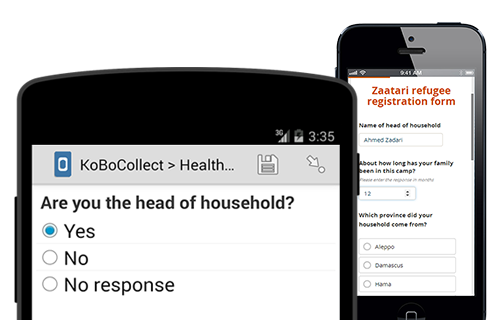 3G 3:35
KoBoCollect > Health...
Are you the head of household?
Yes
No
No response
9:41 AM
Zaatari refugee
registration form
Name of head of household
Ahmed Zadari
About how long has your family
been in this camp?
Please enter the response in months
12
Which province did your
household come from?
Aleppo
Damascus
Hama